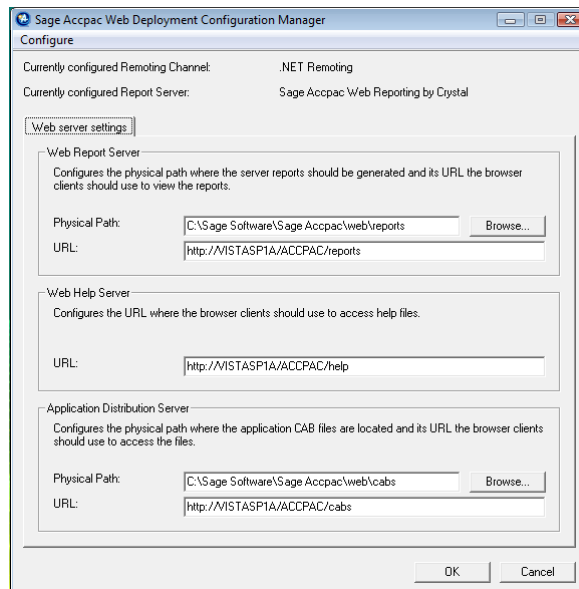 Sage Accpac Web Deployment Configuration Manager
Configure
Currently configured Remoting Channel: .NET Remoting
Currently configured Report Server: Sage Accpac Web Reporting by Crystal
Web server settings
Web Report Server
Configures the physical path where the server reports should be generated and its URL the browser
clients should use to view the reports.
Physical Path: C:\Sage Software\Sage Accpac\web\reports Browse...
URL: http://VISTASP1A/ACCPAC/reports
Web Help Server
Configures the URL where the browser clients should use to access help files.
URL: http://VISTASP1A/ACCPAC/help
Application Distribution Server
Configures the physical path where the application CAB files are located and its URL the browser clients
should use to access the files.
Physical Path: C:\Sage Software\Sage Accpac\web\cabs Browse...
URL: http://VISTASP1A/ACCPAC/cabs
OK Cancel